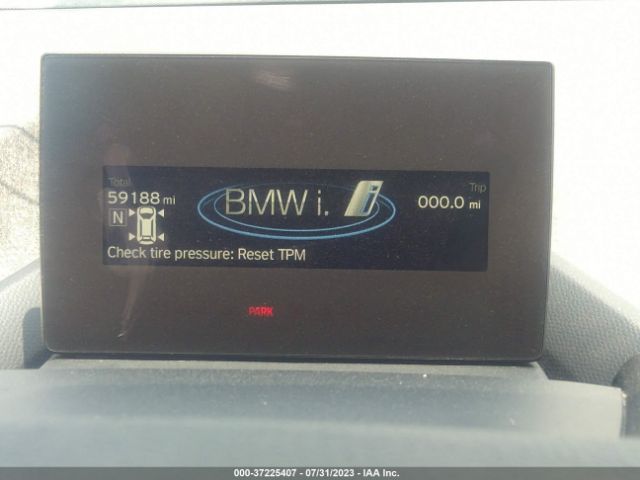 Total
59188 mi
N
BMW i.
i
Trip
000.0 mi
Check tire pressure: Reset TPM
PARK
000-37225407 - 07/31/2023 - IAA Inc.